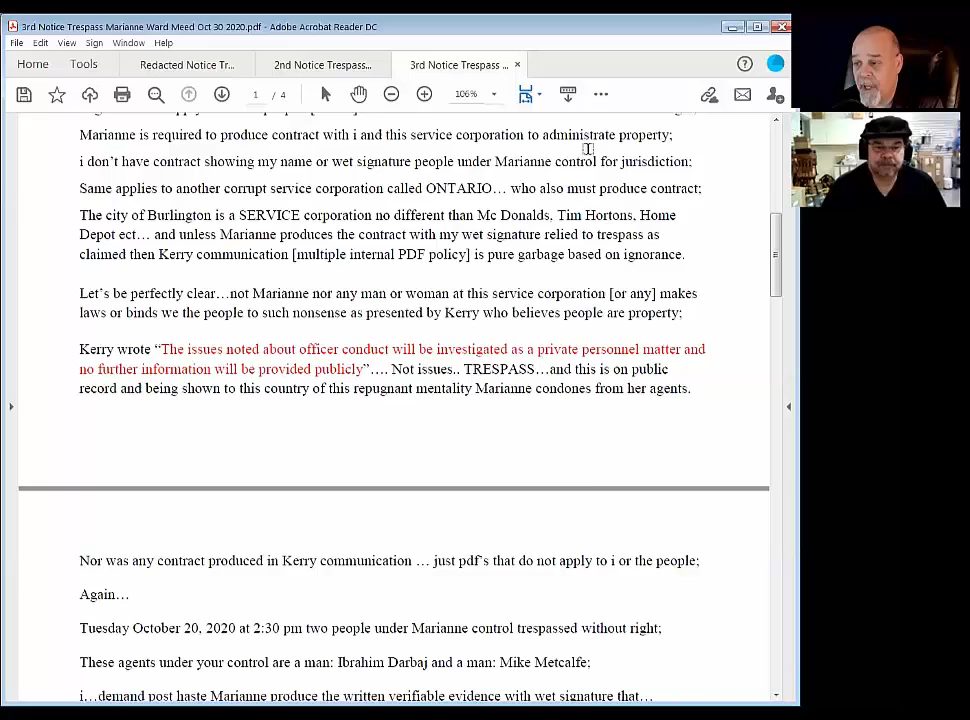 3rd Notice Trespass Marianne Ward Meed Oct 30 2020.pdf - Adobe Acrobat Reader DC
File Edit View Sign Window Help
Home Tools Redacted Notice Tr... 2nd Notice Trespass... 3rd Notice Trespass ... ×
1 / 4 106%
Marianne is required to produce contract with i and this service corporation to administrate property;
i don't have contract showing my name or wet signature people under Marianne control for jurisdiction;
Same applies to another corrupt service corporation called ONTARIO… who also must produce contract;
The city of Burlington is a SERVICE corporation no different than Mc Donalds, Tim Hortons, Home
Depot ect… and unless Marianne produces the contract with my wet signature relied to trespass as
claimed then Kerry communication [multiple internal PDF policy] is pure garbage based on ignorance.
Let's be perfectly clear…not Marianne nor any man or woman at this service corporation [or any] makes
laws or binds we the people to such nonsense as presented by Kerry who believes people are property;
Kerry wrote “The issues noted about officer conduct will be investigated as a private personnel matter and
no further information will be provided publicly”…. Not issues.. TRESPASS…and this is on public
record and being shown to this country of this repugnant mentality Marianne condones from her agents.
Nor was any contract produced in Kerry communication … just pdf's that do not apply to i or the people;
Again…
Tuesday October 20, 2020 at 2:30 pm two people under Marianne control trespassed without right;
These agents under your control are a man: Ibrahim Darbaj and a man: Mike Metcalfe;
i…demand post haste Marianne produce the written verifiable evidence with wet signature that…